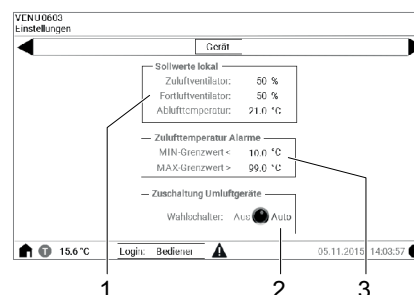 VENU0603
Einstellungen
Gerät
Sollwerte lokal
Zuluftventilator: 50 %
Fortluftventilator: 50 %
Ablufttemperatur: 21.0 °C
Zulufttemperatur Alarme
MIN-Grenzwert < 10.0 °C
MAX-Grenzwert > 99.0 °C
Zuschaltung Umluftgeräte
Wahlschalter: Aus Auto
T 15.6 °C Login: Bediener 05.11.2015 14:03:57
1 2 3